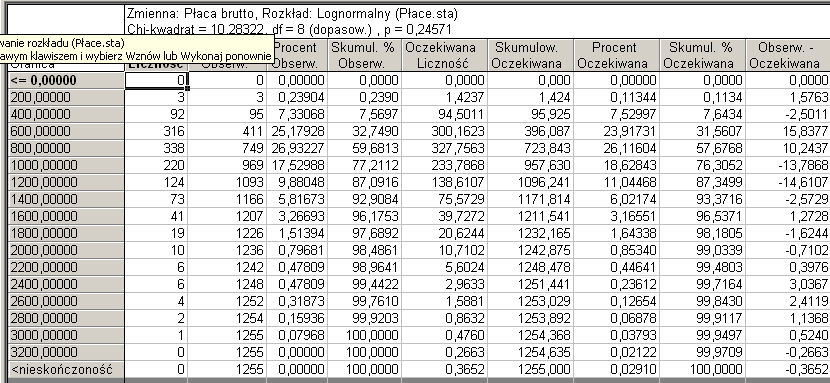 Zmienna: Płaca brutto, Rozkład: Lognormalny (Płace.sta)
Chi-kwadrat = 10,28322, df = 8 (dopasow.) , p = 0,24571
wanie rozkładu (Płace.sta)
awym klawiszem i wybierz Wznów lub Wykonaj ponownie
Procent Skumul. % Oczekiwana Skumulow. Procent Skumul. % Obserw. -
Granica Liczność Obserw. Obserw. Obserw. Liczność Oczekiwana Oczekiwana Oczekiwana Oczekiwana
<= 0,00000 0 0 0,00000 0,0000 0,0000 0,000 0,00000 0,0000 0,0000
200,00000 3 3 0,23904 0,2390 1,4237 1,424 0,11344 0,1134 1,5763
400,00000 92 95 7,33068 7,5697 94,5011 95,925 7,52997 7,6434 -2,5011
600,00000 316 411 25,17928 32,7490 300,1623 396,087 23,91731 31,5607 15,8377
800,00000 338 749 26,93227 59,6813 327,7563 723,843 26,11604 57,6768 10,2437
1000,00000 220 969 17,52988 77,2112 233,7868 957,630 18,62843 76,3052 -13,7868
1200,00000 124 1093 9,88048 87,0916 138,6107 1096,241 11,04468 87,3499 -14,6107
1400,00000 73 1166 5,81673 92,9084 75,5729 1171,814 6,02174 93,3716 -2,5729
1600,00000 41 1207 3,26693 96,1753 39,7272 1211,541 3,16551 96,5371 1,2728
1800,00000 19 1226 1,51394 97,6892 20,6244 1232,165 1,64338 98,1805 -1,6244
2000,00000 10 1236 0,79681 98,4861 10,7102 1242,875 0,85340 99,0339 -0,7102
2200,00000 6 1242 0,47809 98,9641 5,6024 1248,478 0,44641 99,4803 0,3976
2400,00000 6 1248 0,47809 99,4422 2,9633 1251,441 0,23612 99,7164 3,0367
2600,00000 4 1252 0,31873 99,7610 1,5881 1253,029 0,12654 99,8430 2,4119
2800,00000 2 1254 0,15936 99,9203 0,8632 1253,892 0,06878 99,9117 1,1368
3000,00000 1 1255 0,07968 100,0000 0,4760 1254,368 0,03793 99,9497 0,5240
3200,00000 0 1255 0,00000 100,0000 0,2663 1254,635 0,02122 99,9709 -0,2663
<nieskończoność 0 1255 0,00000 100,0000 0,3652 1255,000 0,02910 100,0000 -0,3652